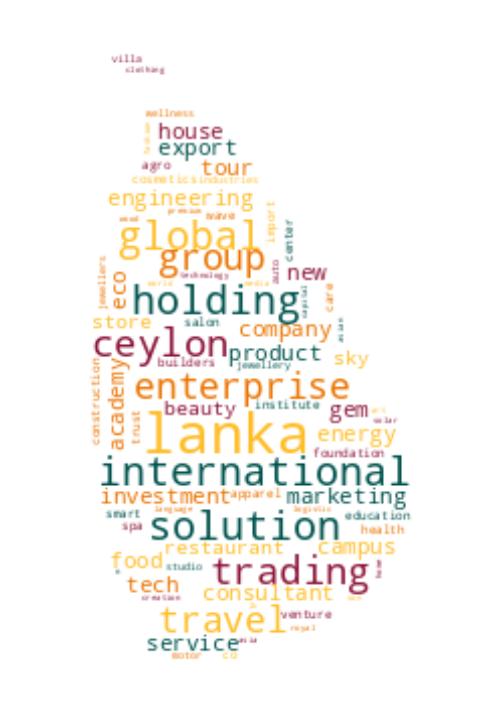 villa
clothing
wellness
house
export
agro
tour
cosmetics industries
engineering
premium
wave
import
global
center
group
technology
auto
new
jewellers
eco
world
media
holding
capital
care
store
salon
company
asian
ceylon
product
sky
builders
jewellery
construction
academy
enterprise
beauty
institute
gem
art
solar
trust
lanka
energy
foundation
international
investment
apparel
marketing
smart
language
logistic
education
spa
solution
health
restaurant
campus
food
studio
trading
home
tech
consultant
creation
travel
venture
royal
service
asia
motor
co